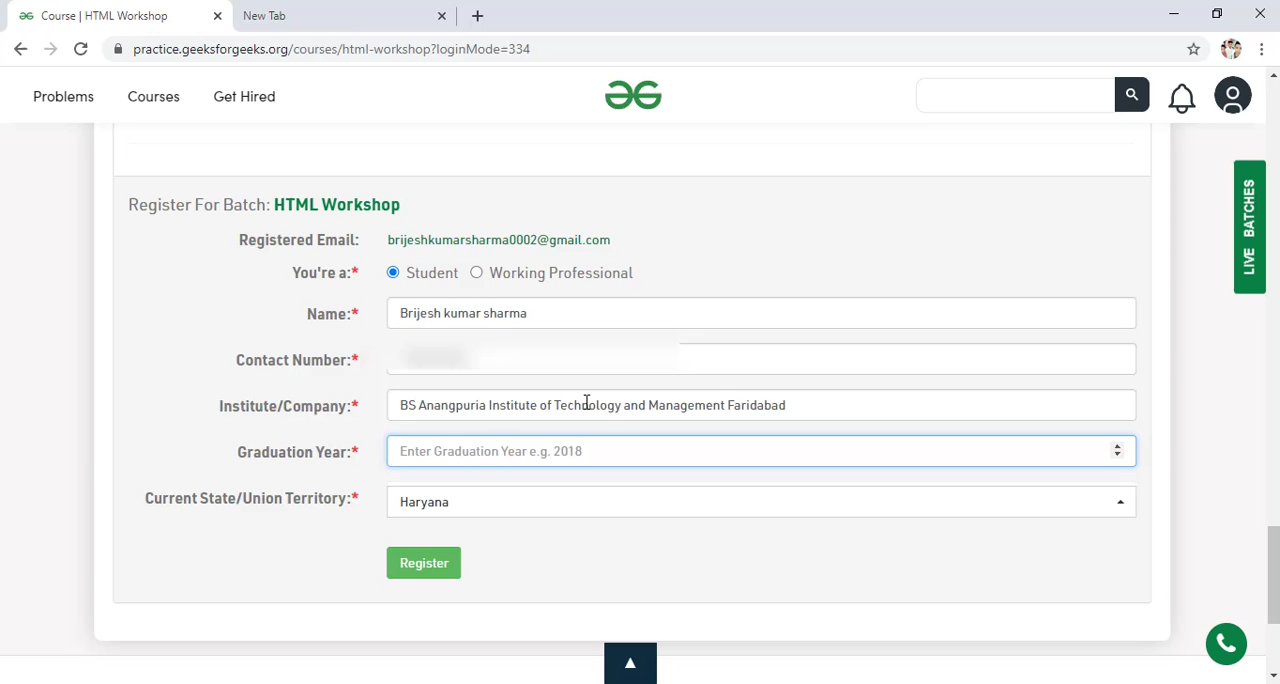 Course | HTML Workshop
New Tab
practice.geeksforgeeks.org/courses/html-workshop?loginMode=334
Problems Courses Get Hired
LIVE BATCHES
Register For Batch: HTML Workshop
Registered Email: brijeshkumarsharma0002@gmail.com
You're a:* Student Working Professional
Name:* Brijesh kumar sharma
Contact Number:*
Institute/Company:* BS Anangpuria Institute of Technology and Management Faridabad
Graduation Year:* Enter Graduation Year e.g. 2018
Current State/Union Territory:* Haryana
Register